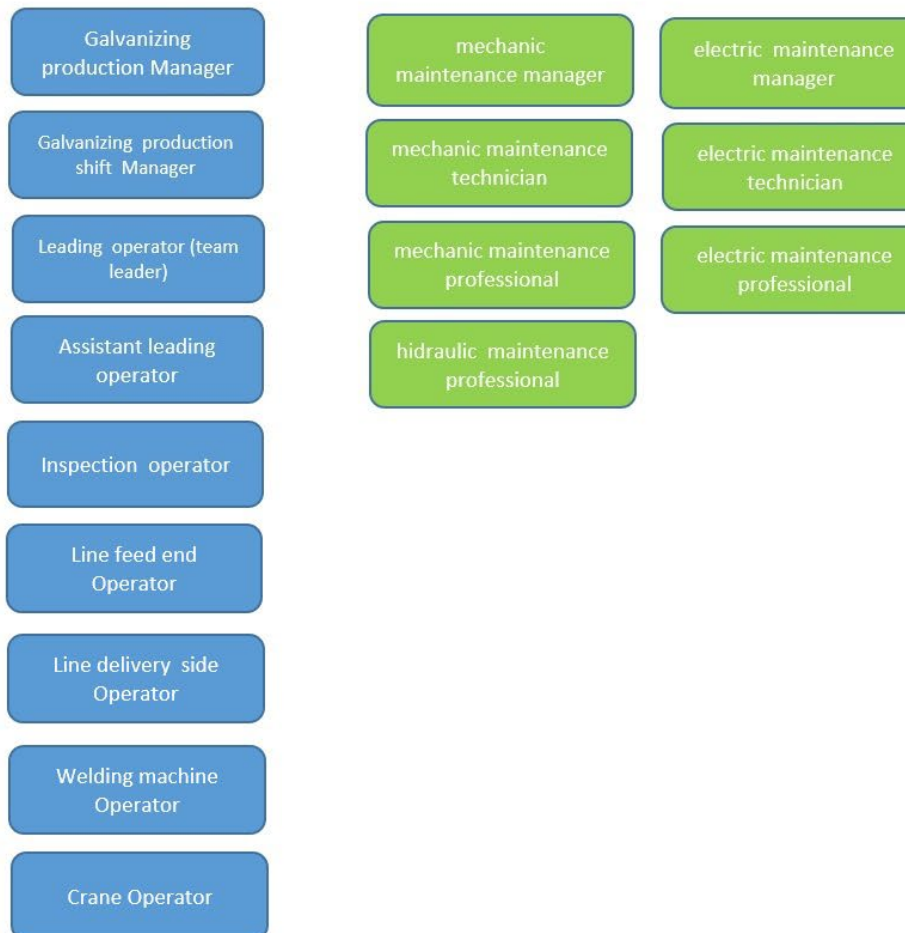 Galvanizing
production Manager
Galvanizing production
shift Manager
Leading operator (team
leader)
Assistant leading
operator
Inspection operator
Line feed end
Operator
Line delivery side
Operator
Welding machine
Operator
Crane Operator
mechanic
maintenance manager
mechanic maintenance
technician
mechanic maintenance
professional
hidraulic maintenance
professional
electric maintenance
manager
electric maintenance
technician
electric maintenance
professional